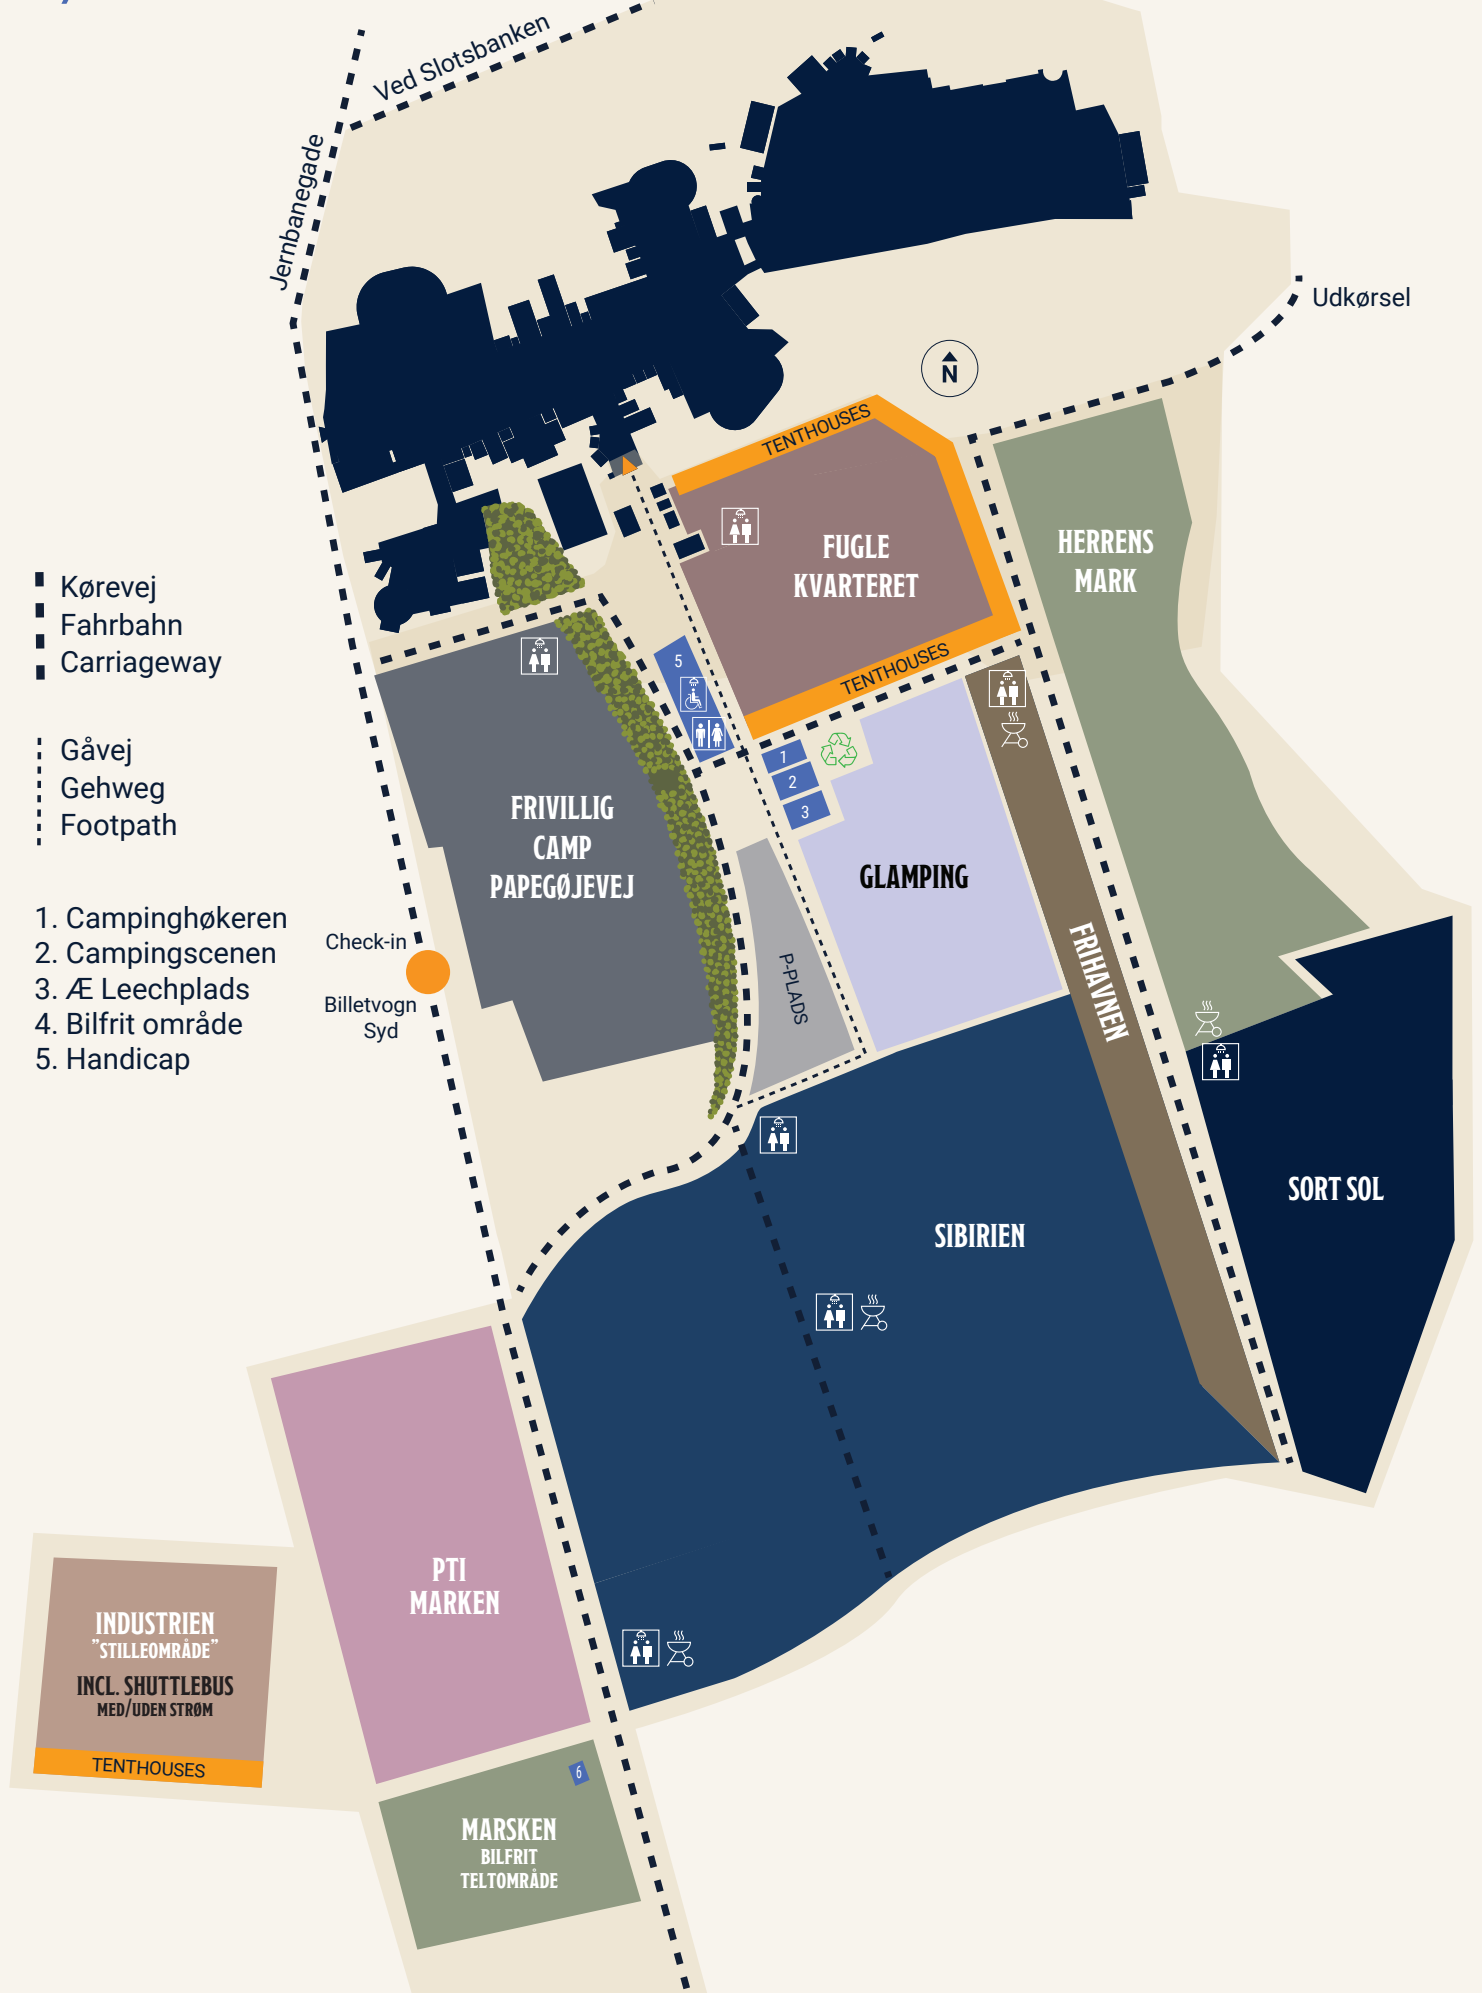 Ved Slotsbanken
Jernbanegade
Udkørsel
N
TENTHOUSES
FUGLE
KVARTERET
TENTHOUSES
HERRENS
MARK
Kørevej
Fahrbahn
Carriageway
Gåvej
Gehweg
Footpath
1. Campinghøkeren
2. Campingscenen
3. Æ Leechplads
4. Bilfrit område
5. Handicap
5
1
2
3
FRIVILLIG
CAMP
PAPEGØJEVEJ
GLAMPING
P-PLADS
FRIHAVNEN
Check-in
Billetvogn
Syd
SORT SOL
SIBIRIEN
PTI
MARKEN
INDUSTRIEN
"STILLEOMRÅDE"
INCL. SHUTTLEBUS
MED/UDEN STRØM
TENTHOUSES
6
MARSKEN
BILFRIT
TELTOMRÅDE